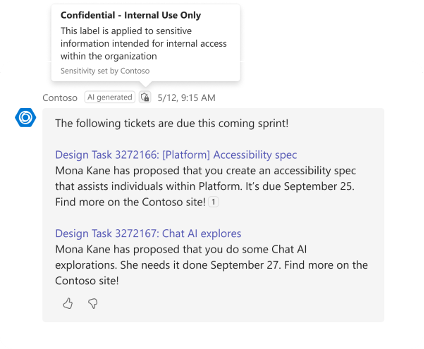 Confidential - Internal Use Only
This label is applied to sensitive
information intended for internal access
within the organization
Sensitivity set by Contoso
Contoso AI generated 5/12, 9:15 AM
The following tickets are due this coming sprint!
Design Task 3272166: [Platform] Accessibility spec
Mona Kane has proposed that you create an accessibility spec
that assists individuals within Platform. It's due September 25.
Find more on the Contoso site! 1
Design Task 3272167: Chat AI explores
Mona Kane has proposed that you do some Chat AI
explorations. She needs it done September 27. Find more on the
Contoso site!